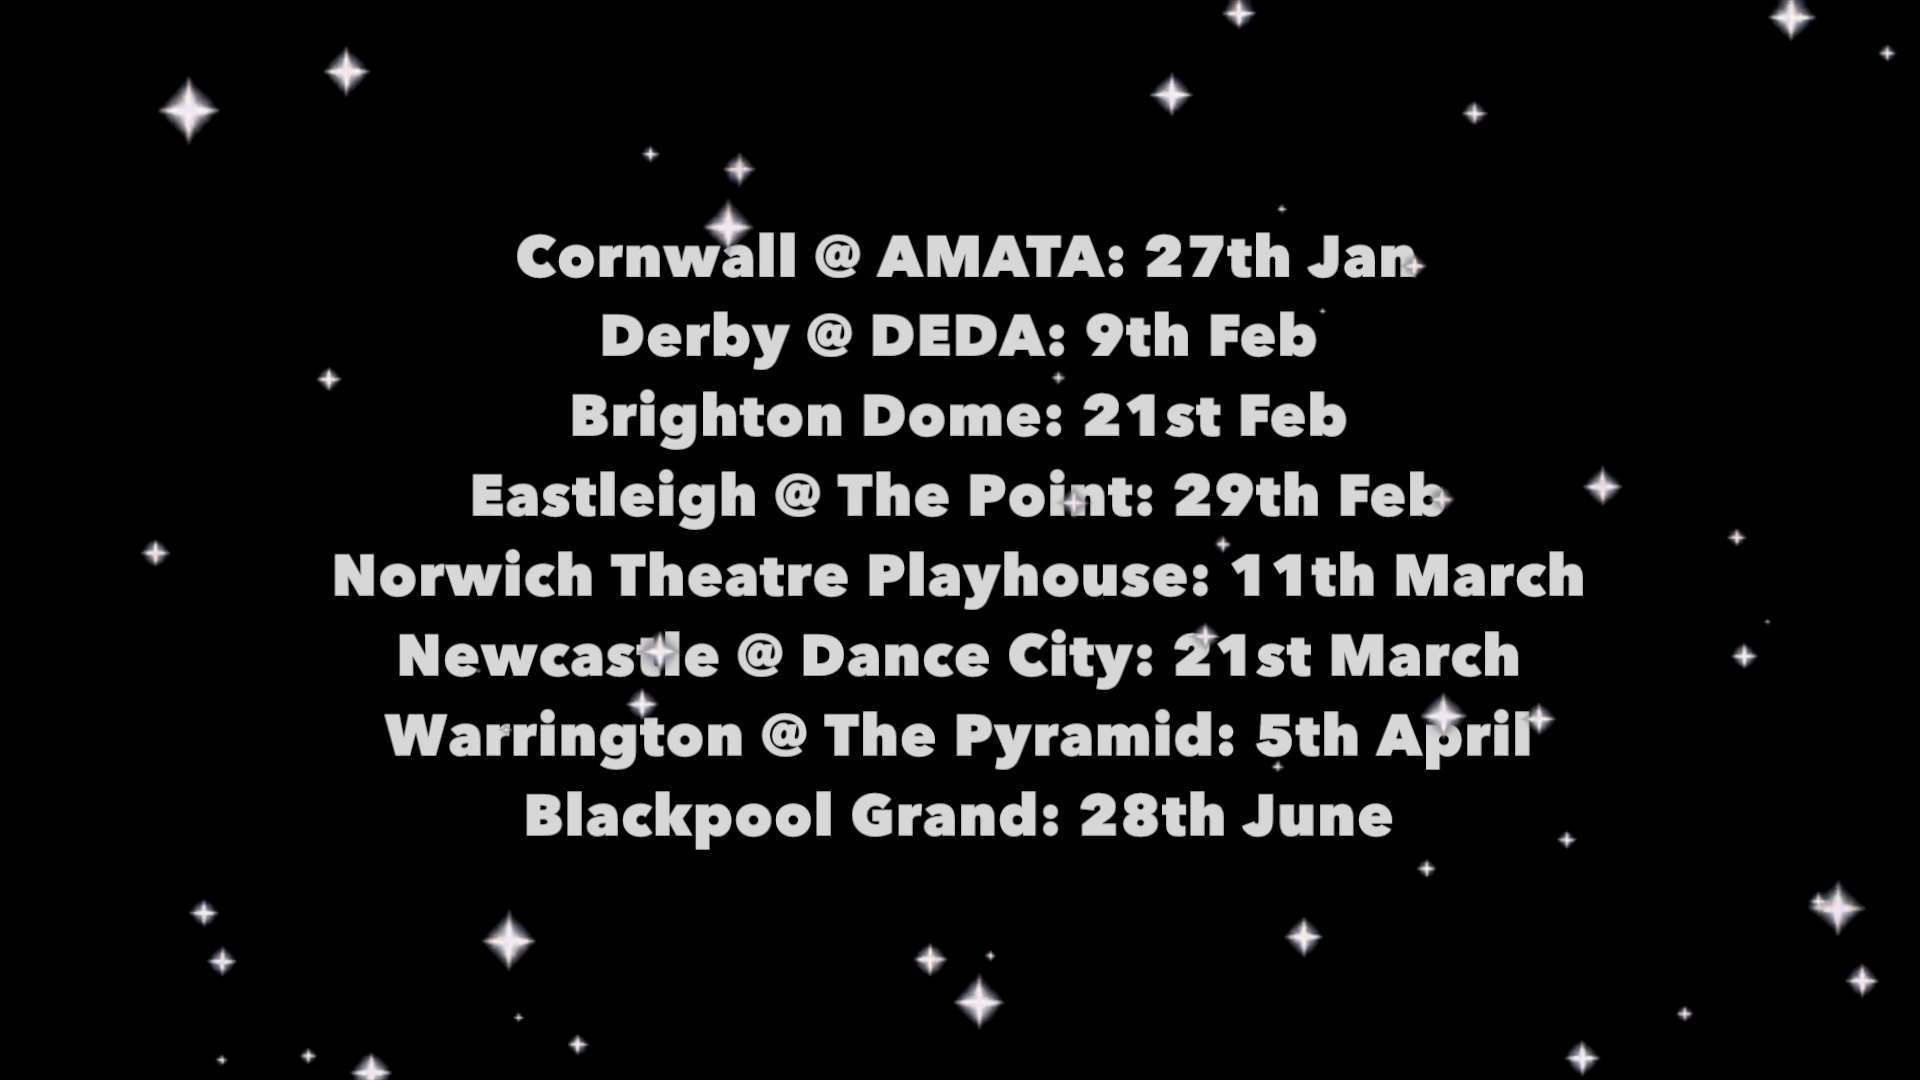 Cornwall @ AMATA: 27th Jan
Derby @ DEDA: 9th Feb
Brighton Dome: 21st Feb
Eastleigh @ The Point: 29th Feb
Norwich Theatre Playhouse: 11th March
Newcastle @ Dance City: 21st March
Warrington @ The Pyramid: 5th April
Blackpool Grand: 28th June